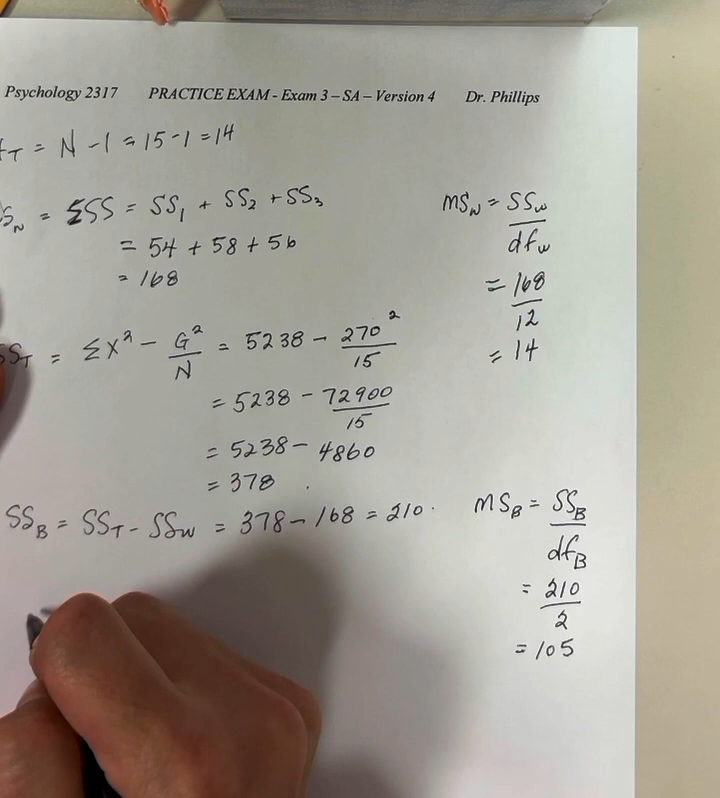 Psychology 2317 PRACTICE EXAM - Exam 3 – SA – Version 4 Dr. Phillips
fT = N - 1 = 15 - 1 = 14
SW = ΣSS = SS1 + SS2 + SS3
= 54 + 58 + 56
= 168
SST = ΣX² - G²/N = 5238 - 270²/15
= 5238 - 72900/15
= 5238 - 4860
= 378
SSB = SST - SSW = 378 - 168 = 210.
MSW = SSW/dfW
= 168/12
= 14
MSB = SSB/dfB
= 210/2
= 105